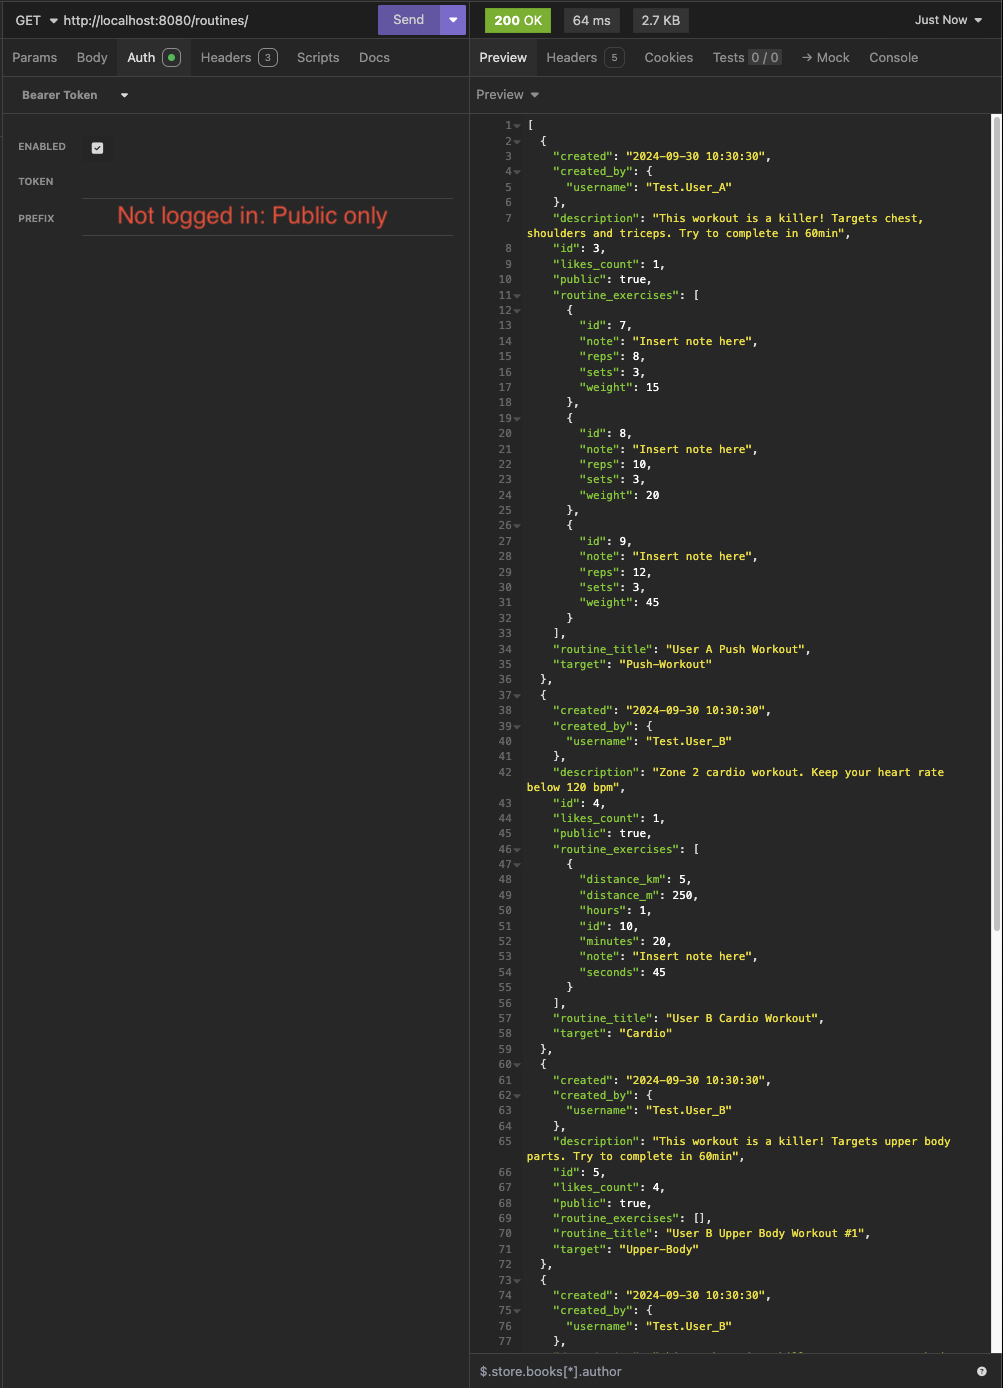 GET http://localhost:8080/routines/ Send 200 OK 64 ms 2.7 KB Just Now
Params Body Auth Headers 3 Scripts Docs Preview Headers 5 Cookies Tests 0 / 0 → Mock Console
Bearer Token
Preview
ENABLED
TOKEN
PREFIX
Not logged in: Public only
1 [
2 {
3 "created": "2024-09-30 10:30:30",
4 "created_by": {
5 "username": "Test.User_A"
6 },
7 "description": "This workout is a killer! Targets chest,
shoulders and triceps. Try to complete in 60min",
8 "id": 3,
9 "likes_count": 1,
10 "public": true,
11 "routine_exercises": [
12 {
13 "id": 7,
14 "note": "Insert note here",
15 "reps": 8,
16 "sets": 3,
17 "weight": 15
18 },
19 {
20 "id": 8,
21 "note": "Insert note here",
22 "reps": 10,
23 "sets": 3,
24 "weight": 20
25 },
26 {
27 "id": 9,
28 "note": "Insert note here",
29 "reps": 12,
30 "sets": 3,
31 "weight": 45
32 }
33 ],
34 "routine_title": "User A Push Workout",
35 "target": "Push-Workout"
36 },
37 {
38 "created": "2024-09-30 10:30:30",
39 "created_by": {
40 "username": "Test.User_B"
41 },
42 "description": "Zone 2 cardio workout. Keep your heart rate
below 120 bpm",
43 "id": 4,
44 "likes_count": 1,
45 "public": true,
46 "routine_exercises": [
47 {
48 "distance_km": 5,
49 "distance_m": 250,
50 "hours": 1,
51 "id": 10,
52 "minutes": 20,
53 "note": "Insert note here",
54 "seconds": 45
55 }
56 ],
57 "routine_title": "User B Cardio Workout",
58 "target": "Cardio"
59 },
60 {
61 "created": "2024-09-30 10:30:30",
62 "created_by": {
63 "username": "Test.User_B"
64 },
65 "description": "This workout is a killer! Targets upper body
parts. Try to complete in 60min",
66 "id": 5,
67 "likes_count": 4,
68 "public": true,
69 "routine_exercises": [],
70 "routine_title": "User B Upper Body Workout #1",
71 "target": "Upper-Body"
72 },
73 {
74 "created": "2024-09-30 10:30:30",
75 "created_by": {
76 "username": "Test.User_B"
77 },
$.store.books[*].author